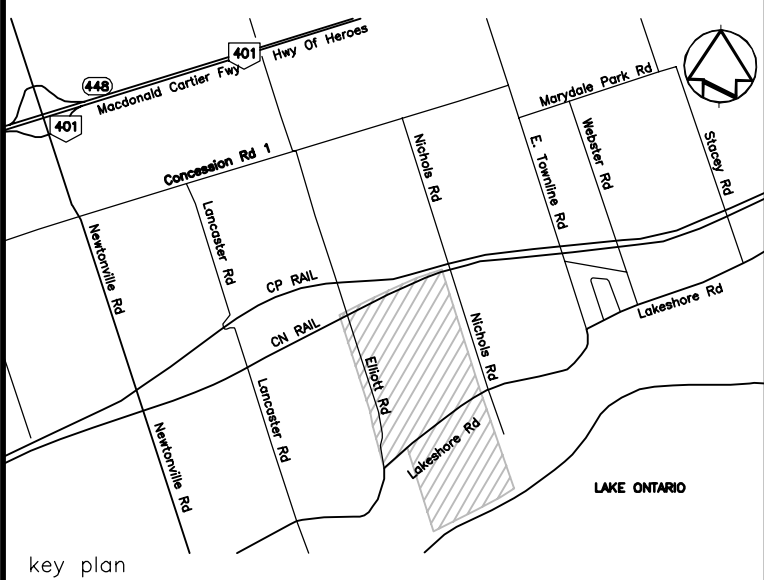 401
Hwy Of Heroes
448
Macdonald Cartier Fwy
401
Marydale Park Rd
Concession Rd 1
Nichols Rd
E. Townline Rd
Webster Rd
Stacey Rd
Lancaster Rd
Newtonville Rd
CP RAIL
CN RAIL
Lakeshore Rd
Nichols Rd
Elliott Rd
Lancaster Rd
Newtonville Rd
Lakeshore Rd
LAKE ONTARIO
key plan